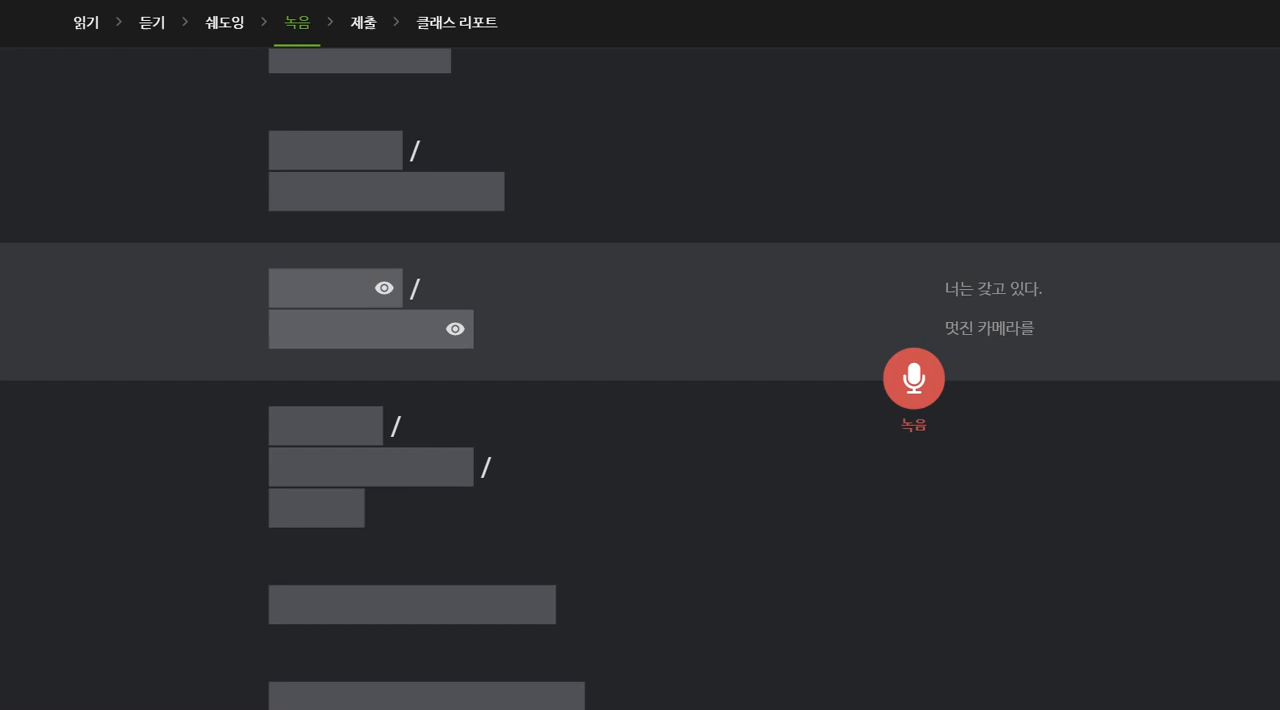 읽기 > 듣기 > 쉐도잉 > 녹음 > 제출 > 클래스 리포트
/
/
너는 갖고 있다.
멋진 카메라를
녹음
/
/